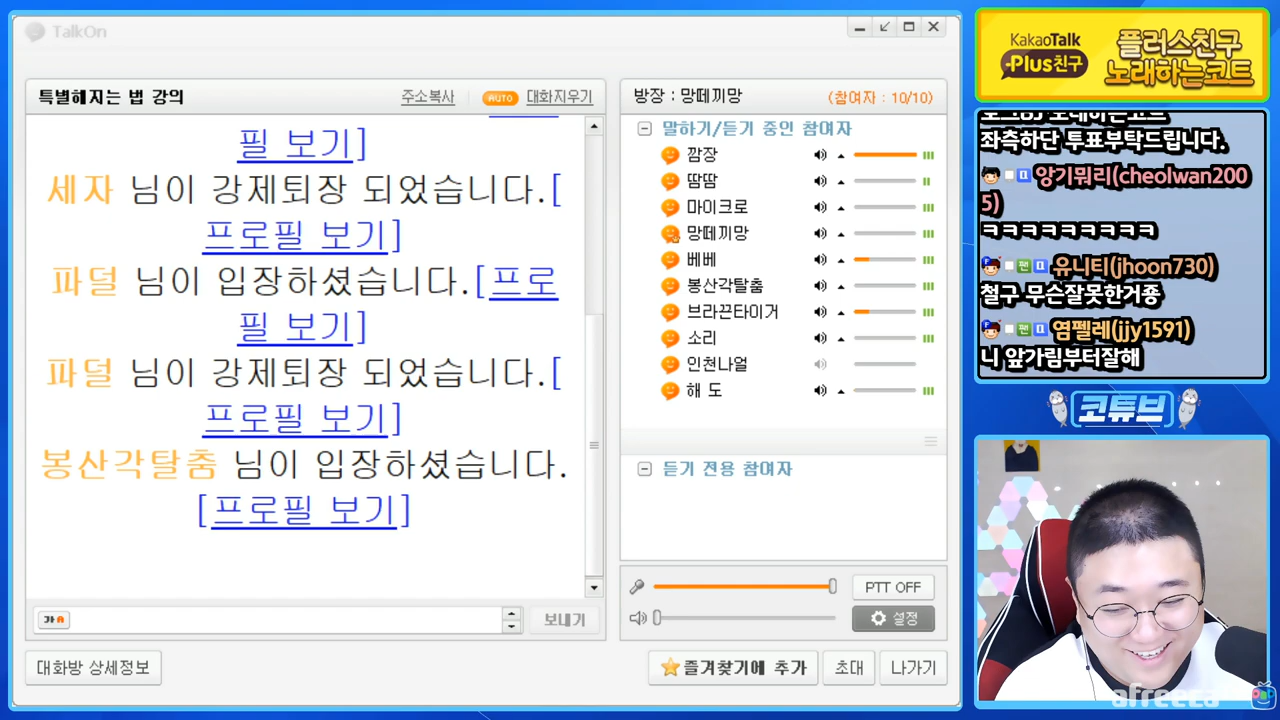 TalkOn
특별해지는 법 강의
주소복사
AUTO 대화지우기
필 보기]
세자 님이 강제퇴장 되었습니다.[
프로필 보기]
파덜 님이 입장하셨습니다.[프로
필 보기]
파덜 님이 강제퇴장 되었습니다.[
프로필 보기]
봉산각탈춤 님이 입장하셨습니다.
[프로필 보기]
가A
보내기
대화방 상세정보
방장 : 망떼끼망 (참여자 : 10/10)
말하기/듣기 중인 참여자
깜장
땀땀
마이크로
망떼끼망
베베
봉산각탈춤
브라끈타이거
소리
인천나얼
해 도
듣기 전용 참여자
PTT OFF
설정
즐겨찾기에 추가
초대
나가기
KakaoTalk
Plus친구
플러스친구
노래하는코트
좌측하단 투표부탁드립니다.
앙기뭐리(cheolwan200
5)
ㅋㅋㅋㅋㅋㅋㅋㅋㅋ
팬 유니티(jhoon730)
철구 무슨잘못한거죵
팬 염펠레(jjy1591)
니 앞가림부터잘해
코튜브
afreeca